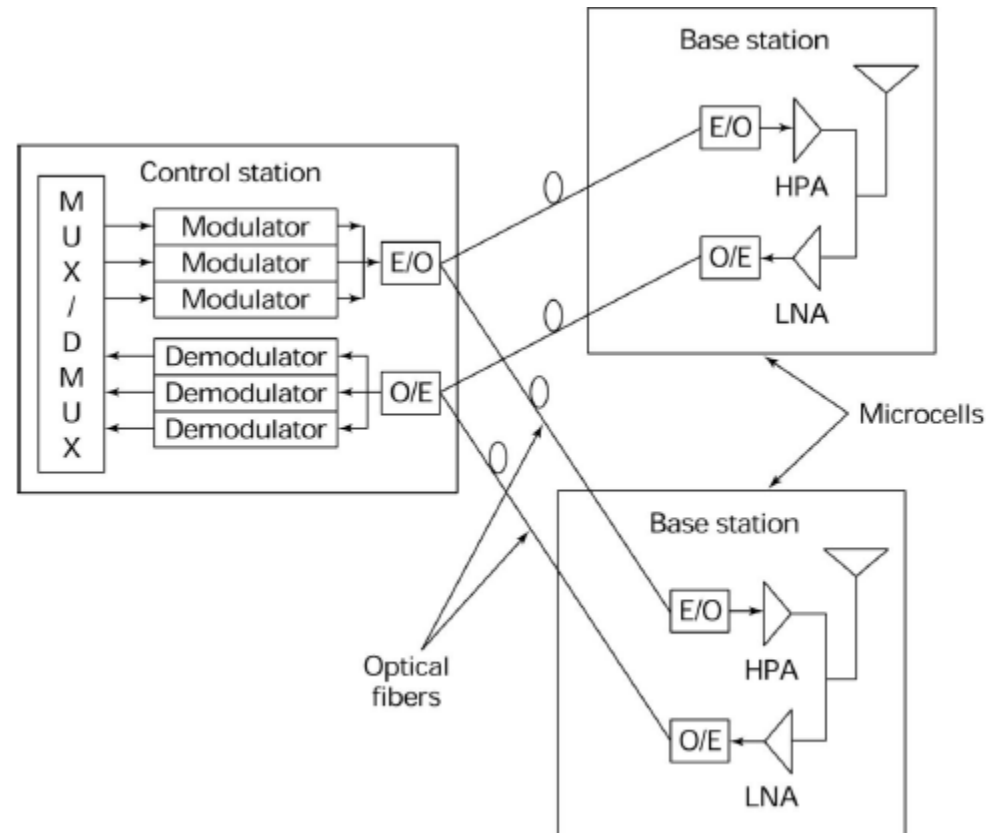 Base station
E/O
HPA
O/E
LNA
Control station
M
U
X
/
D
M
U
X
Modulator
Modulator
Modulator
E/O
Demodulator
Demodulator
Demodulator
O/E
Microcells
Base station
E/O
HPA
O/E
LNA
Optical
fibers